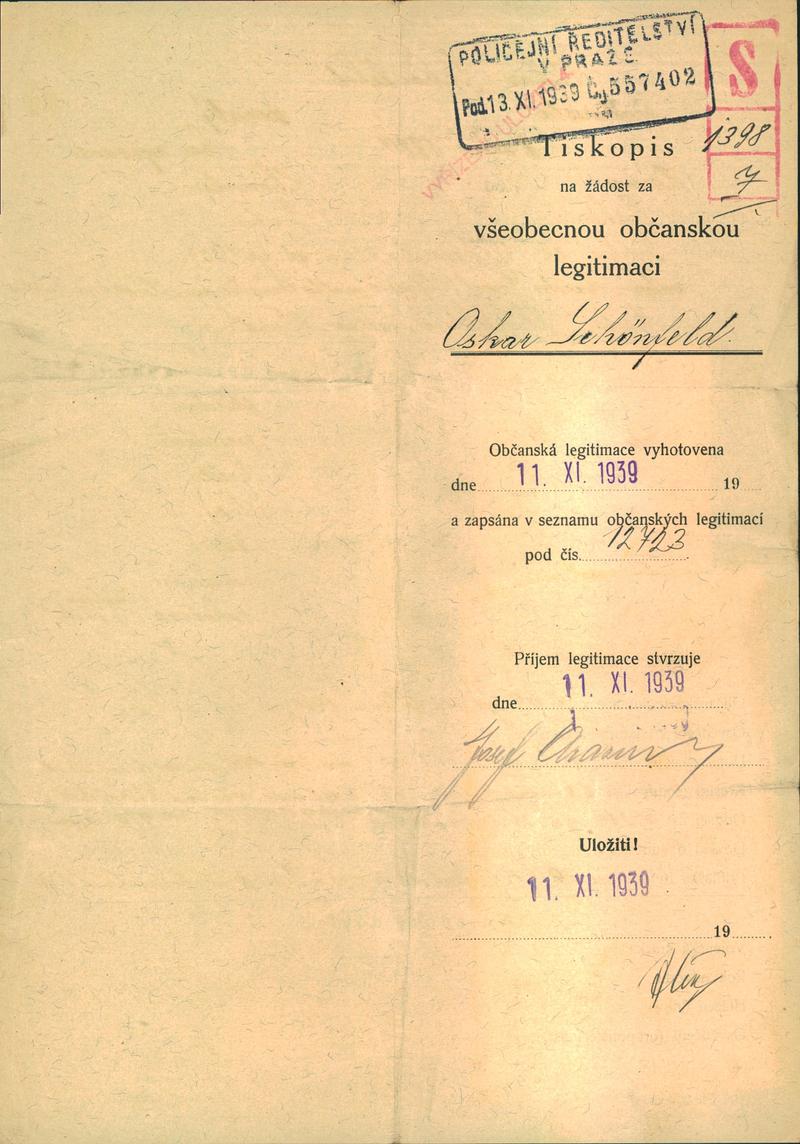 POLICEJNÍ ŘEDITELSTVÍ
V PRAZE
Pod. 13. XI. 1939 Čj 557402
S
1398
7
Tiskopis
na žádost za
všeobecnou občanskou
legitimaci
Oskar Schönfeld.
Občanská legitimace vyhotovena
dne 11. XI. 1939 19
a zapsána v seznamu občanských legitimací
pod čís. 12723
Příjem legitimace stvrzuje
dne 11. XI. 1939
Josef
Uložiti!
11. XI. 1939
19